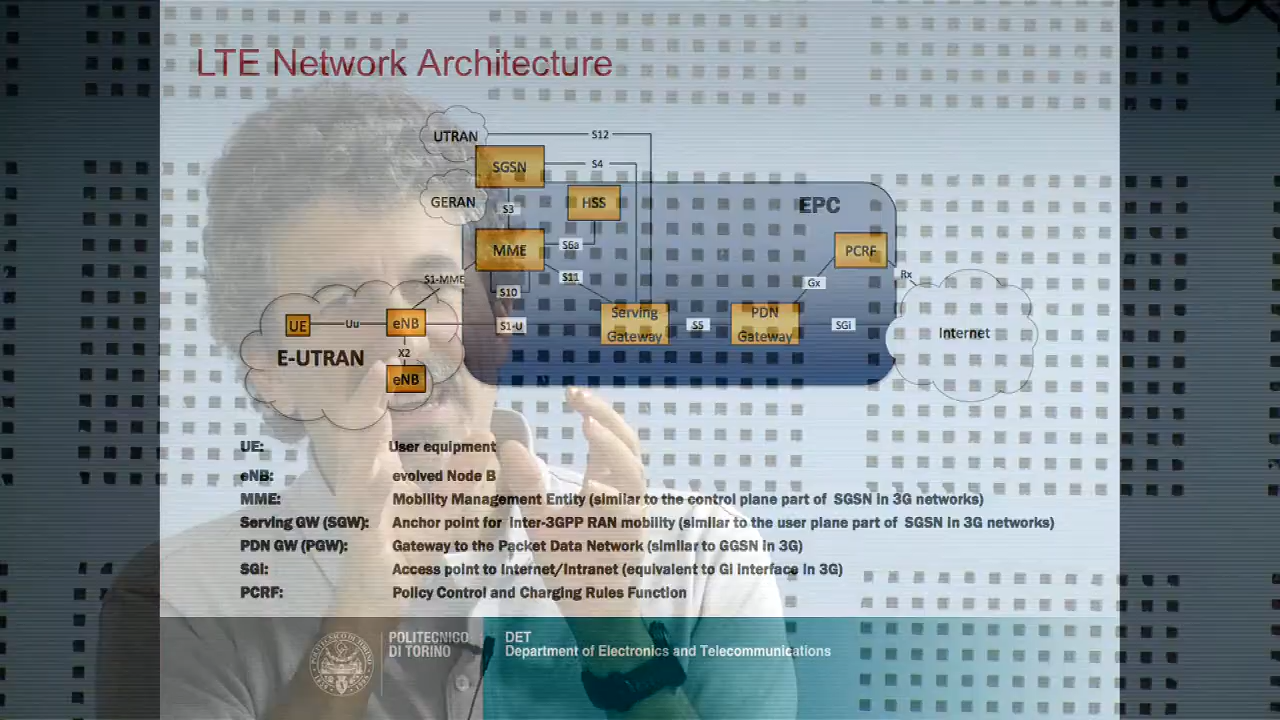 LTE Network Architecture
UTRAN
S12
SGSN
S4
GERAN
S3
HSS
EPC
MME
S6a
PCRF
S1-MME
S11
Gx
Rx
S10
UE
Uu
eNB
S1-U
Serving
Gateway
S5
PDN
Gateway
SGi
Internet
E-UTRAN
X2
eNB
UE: User equipment
eNB: evolved Node B
MME: Mobility Management Entity (similar to the control plane part of SGSN in 3G networks)
Serving GW (SGW): Anchor point for Inter-3GPP RAN mobility (similar to the user plane part of SGSN in 3G networks)
PDN GW (PGW): Gateway to the Packet Data Network (similar to GGSN in 3G)
SGi: Access point to Internet/Intranet (equivalent to Gi interface in 3G)
PCRF: Policy Control and Charging Rules Function
POLITECNICO
DI TORINO
DET
Department of Electronics and Telecommunications